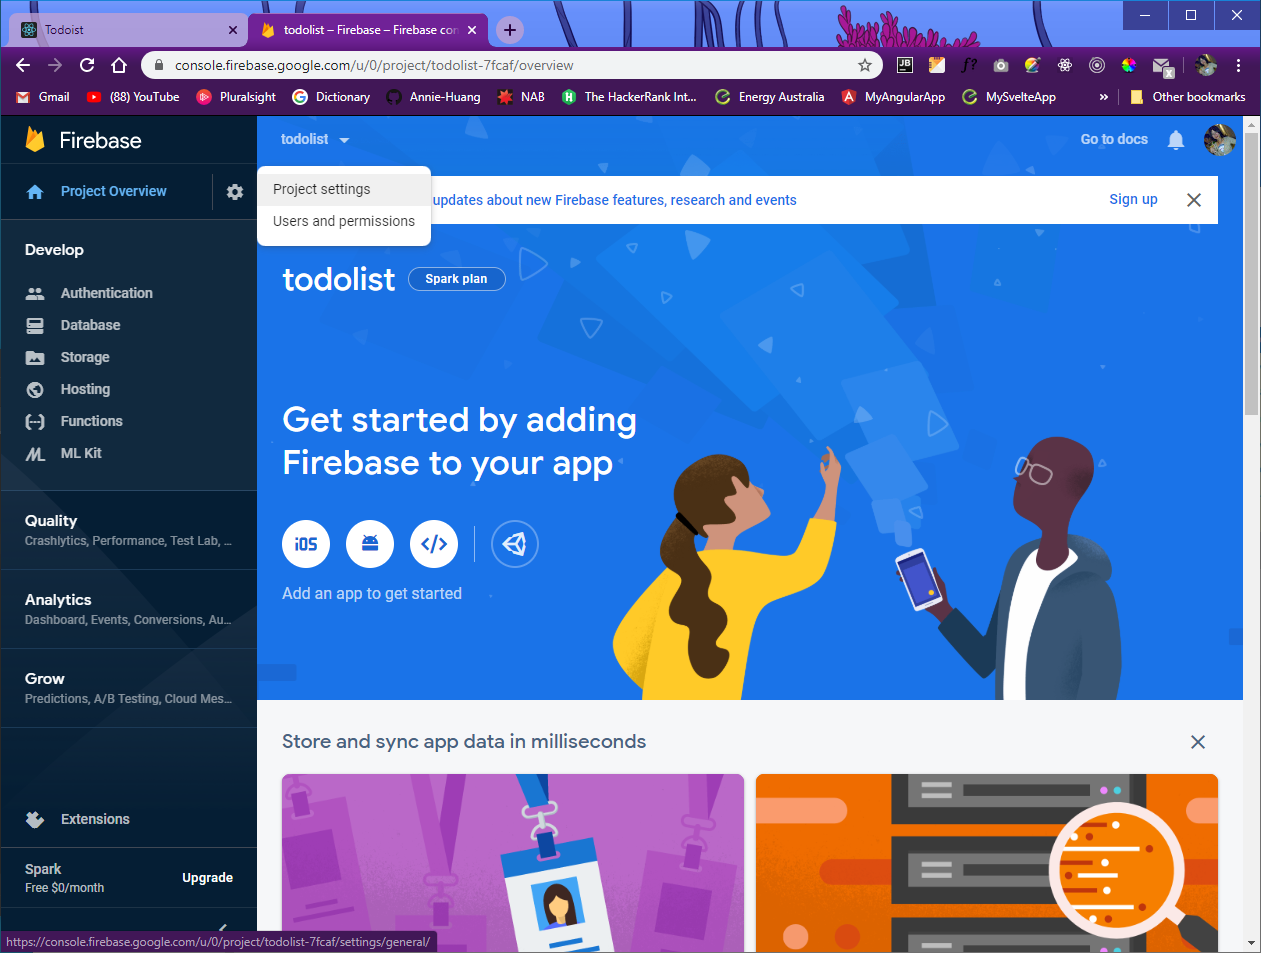 Todoist
todolist – Firebase – Firebase con
console.firebase.google.com/u/0/project/todolist-7fcaf/overview
JB
f?
Gmail
(88) YouTube
Pluralsight
Dictionary
Annie-Huang
NAB
The HackerRank Int...
Energy Australia
MyAngularApp
MySvelteApp
»
Other bookmarks
Firebase
todolist
Go to docs
Project Overview
Project settings
Users and permissions
updates about new Firebase features, research and events
Sign up
Develop
Authentication
Database
Storage
Hosting
Functions
ML Kit
Quality
Crashlytics, Performance, Test Lab, ...
Analytics
Dashboard, Events, Conversions, Au...
Grow
Predictions, A/B Testing, Cloud Mes...
Extensions
Spark
Free $0/month
Upgrade
todolist
Spark plan
Get started by adding
Firebase to your app
iOS
</>
Add an app to get started
Store and sync app data in milliseconds
https://console.firebase.google.com/u/0/project/todolist-7fcaf/settings/general/